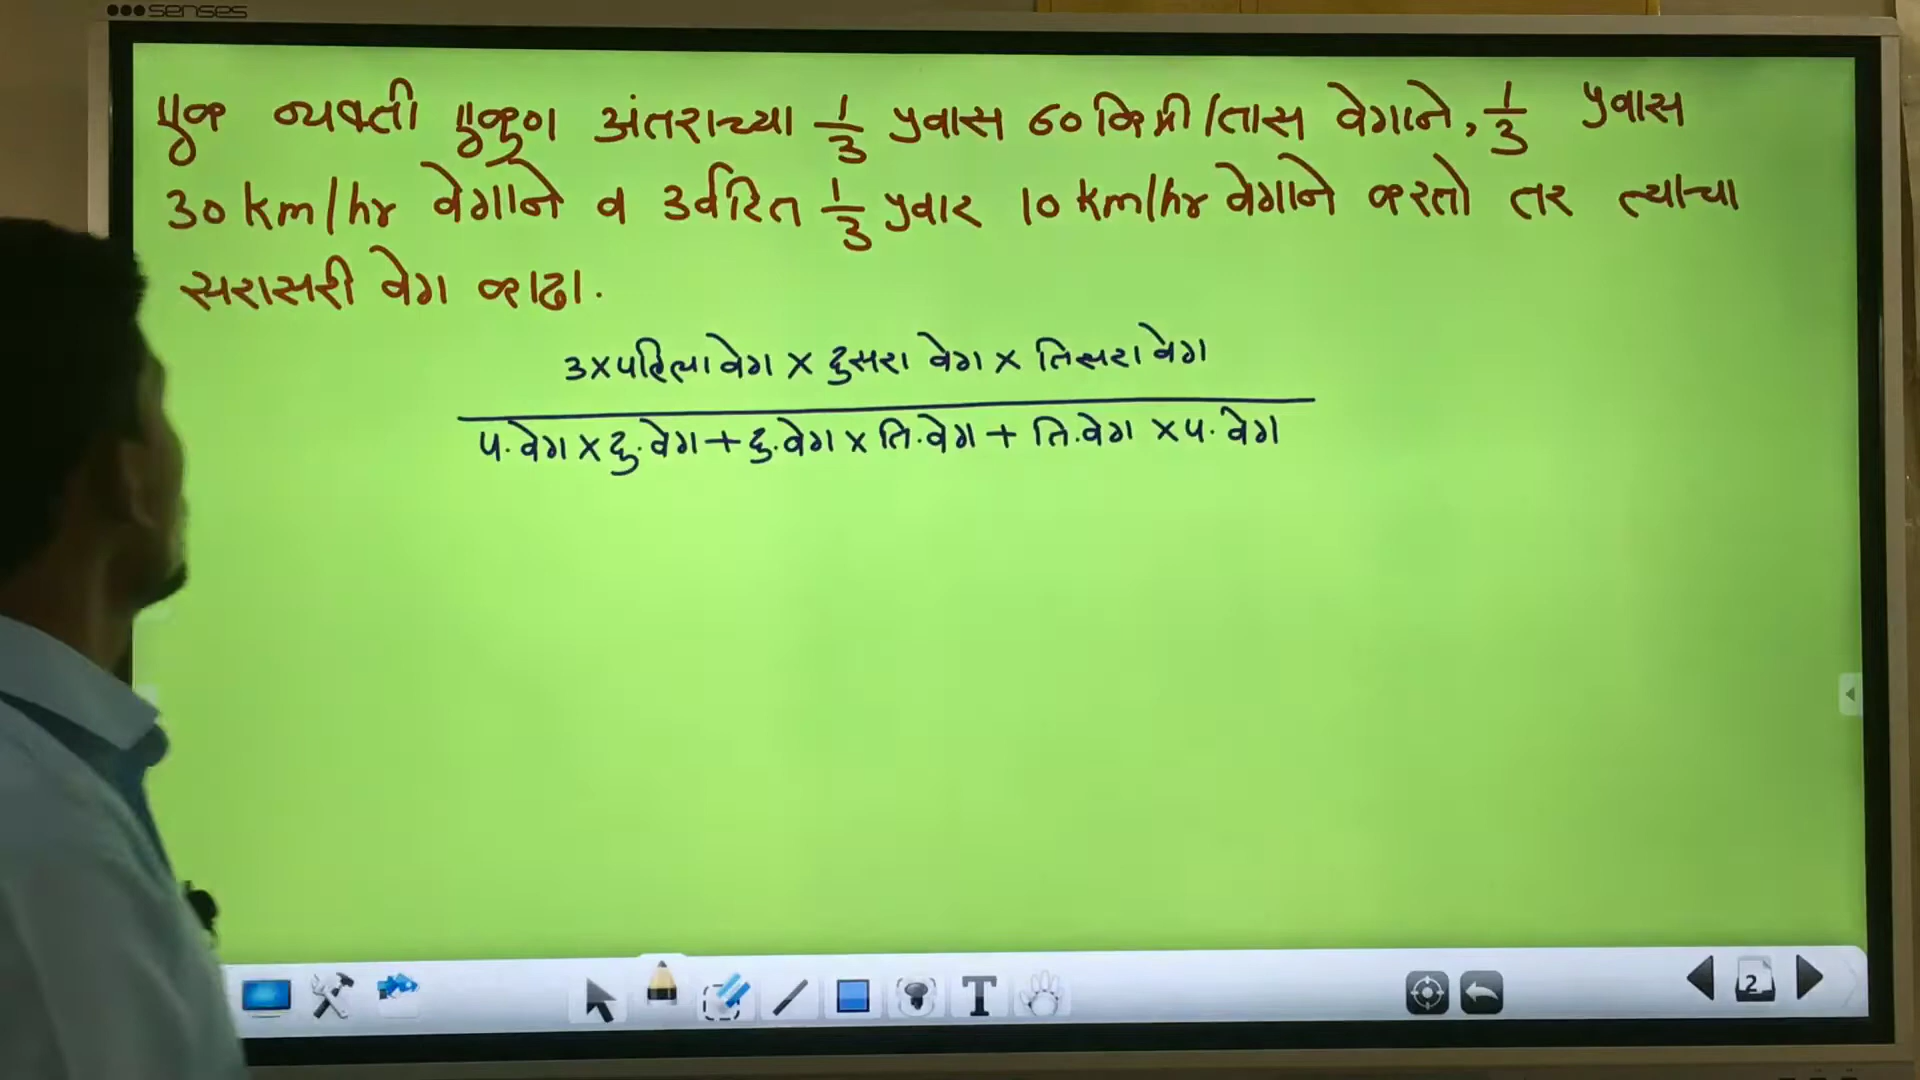 senses
एक व्यक्ती एकुण अंतराच्या 1/3 प्रवास 60 किमी/तास वेगाने, 1/3 प्रवास
30 km/hr वेगाने व उर्वरित 1/3 प्रवार 10 km/hr वेगाने करतो तर त्याचा
सरासरी वेग काढा.
3 x पहिला वेग x दुसरा वेग x तिसरा वेग
प. वेग x दु. वेग + दु. वेग x ति. वेग + ति. वेग x प. वेग
T
2